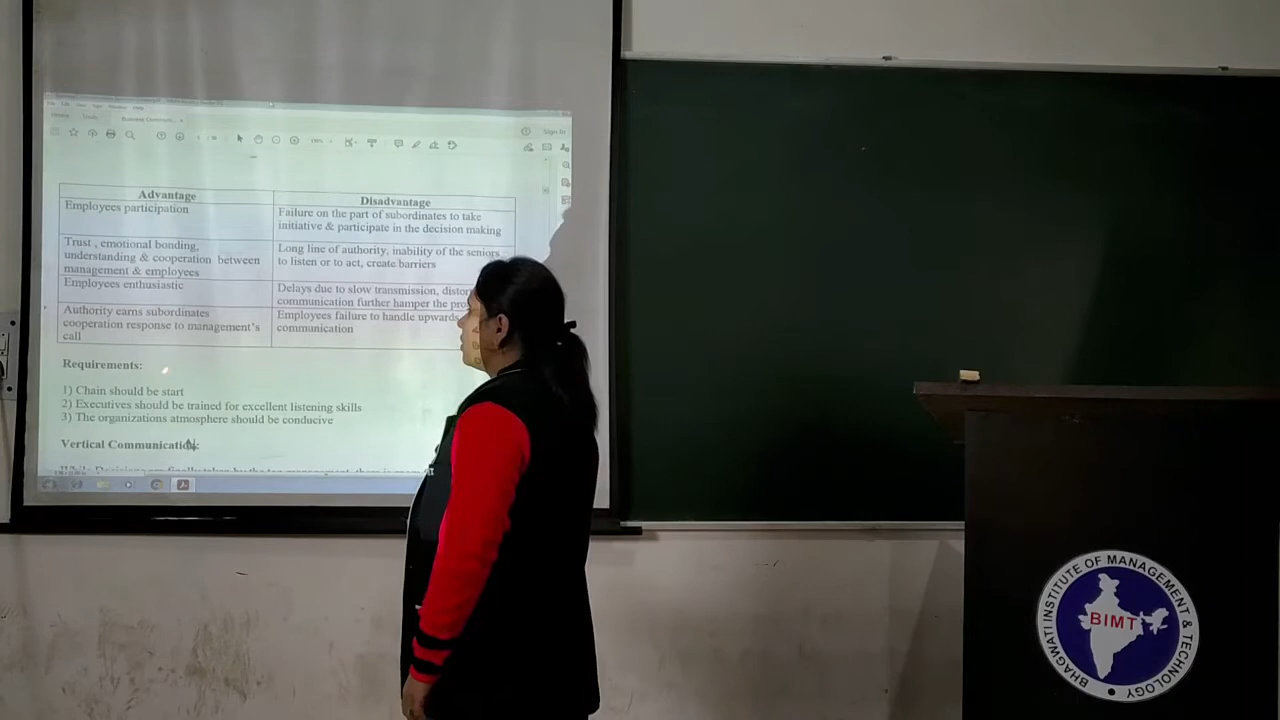 Sign In
Advantage
Disadvantage
Employees participation
Failure on the part of subordinates to take
initiative & participate in the decision making
Trust , emotional bonding,
understanding & cooperation between
management & employees
Long line of authority, inability of the seniors
to listen or to act, create barriers
Employees enthusiastic
Delays due to slow transmission,
communication further hamper the
Authority earns subordinates
cooperation response to management's
call
Employees failure to handle upwards
communication
Requirements:
1) Chain should be start
2) Executives should be trained for excellent listening skills
3) The organizations atmosphere should be conducive
Vertical Communication:
BHAGWATI INSTITUTE OF MANAGEMENT & TECHNOLOGY
BIMT